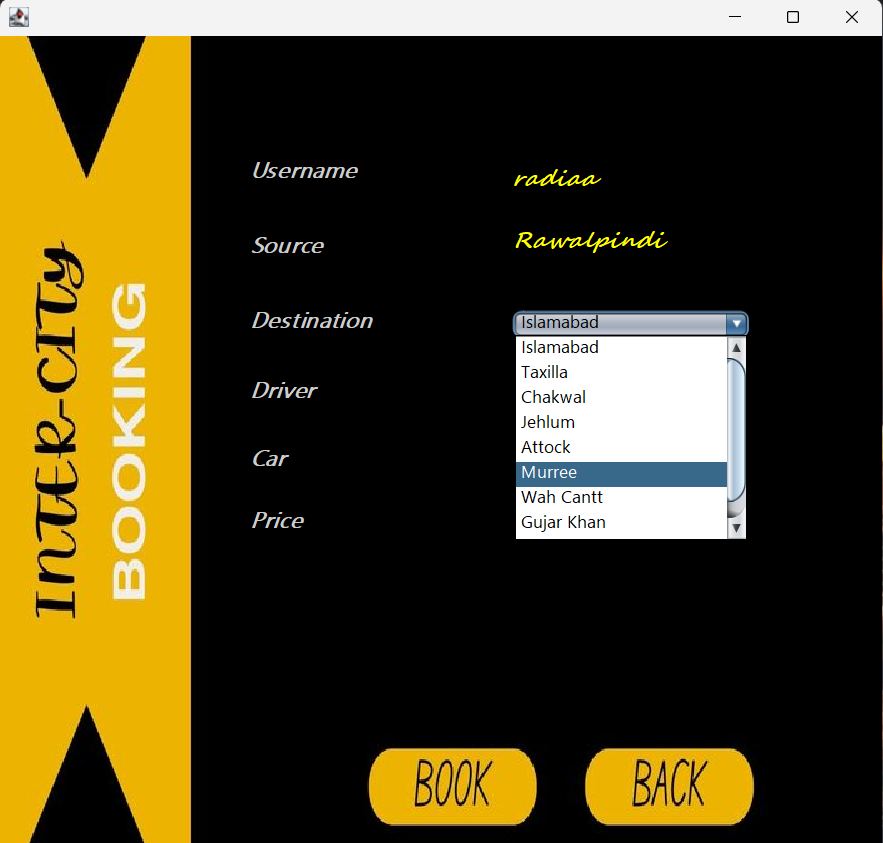 INTER-CITy
BOOKING
Username
radiaa
Source
Rawalpindi
Destination
Islamabad
Islamabad
Taxilla
Chakwal
Jehlum
Attock
Murree
Wah Cantt
Gujar Khan
Driver
Car
Price
BOOK
BACK